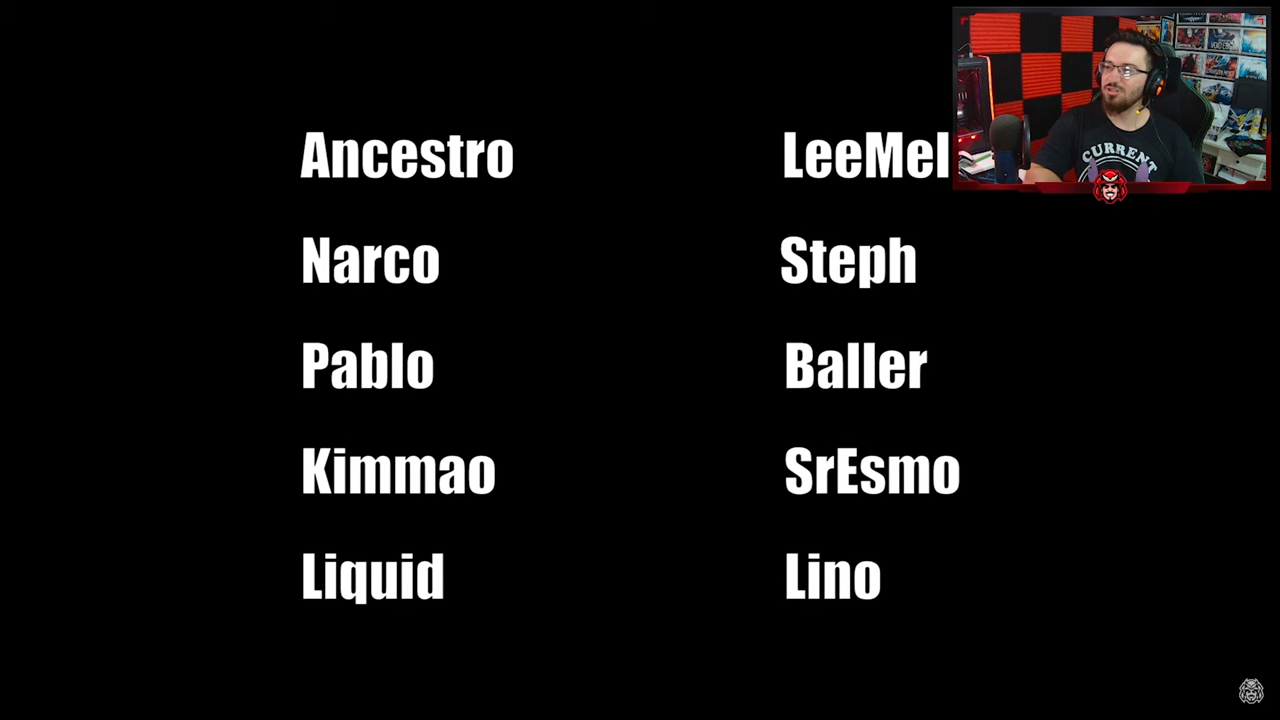 Ancestro
Narco
Pablo
Kimmao
Liquid
LeeMel
Steph
Baller
SrEsmo
Lino
CURRENT